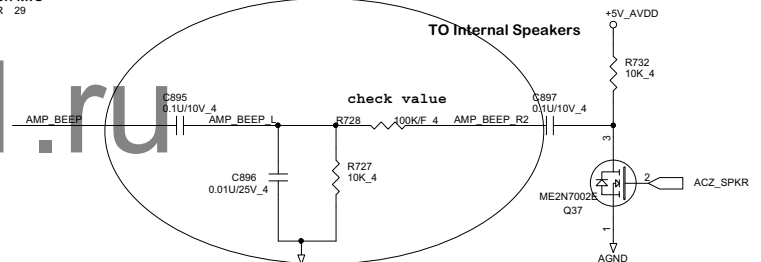 R 29
TO Internal Speakers
+5V_AVDD
R732
10K_4
C895
0.1U/10V_4
check value
C897
0.1U/10V_4
AMP_BEEP
AMP_BEEP_L
R728
100K/F_4
AMP_BEEP_R2
.ru
3
C896
0.01U/25V_4
R727
10K_4
2
ACZ_SPKR
ME2N7002E
Q37
1
AGND